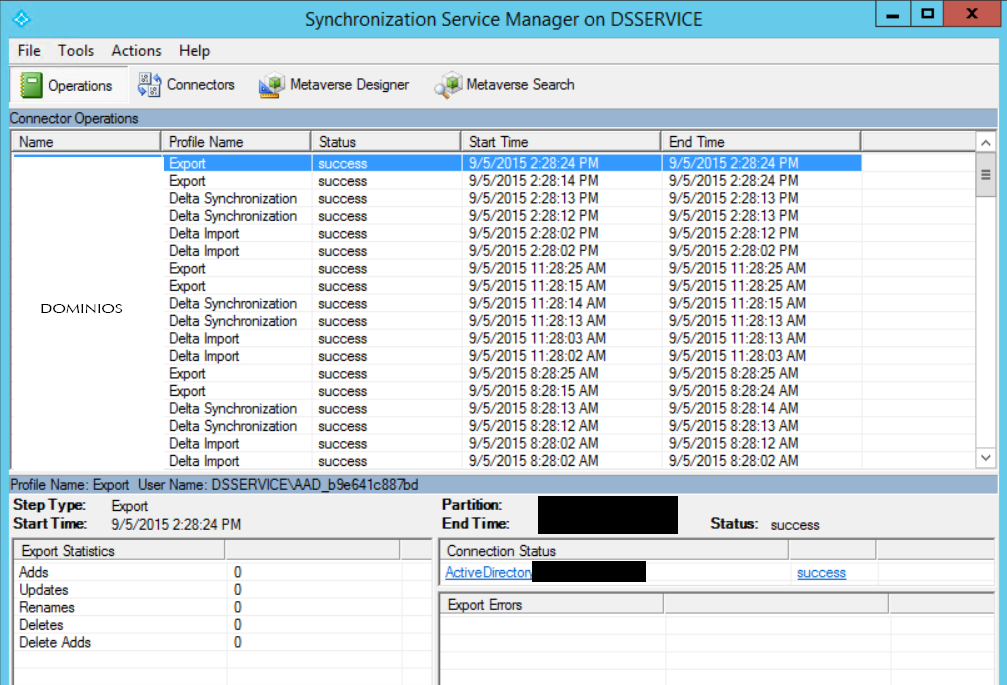 Synchronization Service Manager on DSSERVICE
File Tools Actions Help
Operations Connectors Metaverse Designer Metaverse Search
Connector Operations
Name Profile Name Status Start Time End Time
Export success 9/5/2015 2:28:24 PM 9/5/2015 2:28:24 PM
Export success 9/5/2015 2:28:14 PM 9/5/2015 2:28:24 PM
Delta Synchronization success 9/5/2015 2:28:13 PM 9/5/2015 2:28:13 PM
Delta Synchronization success 9/5/2015 2:28:12 PM 9/5/2015 2:28:13 PM
Delta Import success 9/5/2015 2:28:02 PM 9/5/2015 2:28:12 PM
Delta Import success 9/5/2015 2:28:02 PM 9/5/2015 2:28:02 PM
Export success 9/5/2015 11:28:25 AM 9/5/2015 11:28:25 AM
Export success 9/5/2015 11:28:15 AM 9/5/2015 11:28:25 AM
Delta Synchronization success 9/5/2015 11:28:14 AM 9/5/2015 11:28:15 AM
DOMINIOS
Delta Synchronization success 9/5/2015 11:28:13 AM 9/5/2015 11:28:13 AM
Delta Import success 9/5/2015 11:28:03 AM 9/5/2015 11:28:13 AM
Delta Import success 9/5/2015 11:28:02 AM 9/5/2015 11:28:03 AM
Export success 9/5/2015 8:28:25 AM 9/5/2015 8:28:25 AM
Export success 9/5/2015 8:28:15 AM 9/5/2015 8:28:24 AM
Delta Synchronization success 9/5/2015 8:28:13 AM 9/5/2015 8:28:14 AM
Delta Synchronization success 9/5/2015 8:28:12 AM 9/5/2015 8:28:13 AM
Delta Import success 9/5/2015 8:28:02 AM 9/5/2015 8:28:12 AM
Delta Import success 9/5/2015 8:28:02 AM 9/5/2015 8:28:02 AM
Profile Name: Export User Name: DSSERVICE\AAD_b9e641c887bd
Step Type: Export Partition:
Start Time: 9/5/2015 2:28:24 PM End Time: Status: success
Export Statistics Connection Status
Adds 0 ActiveDirectory success
Updates 0
Renames 0 Export Errors
Deletes 0
Delete Adds 0